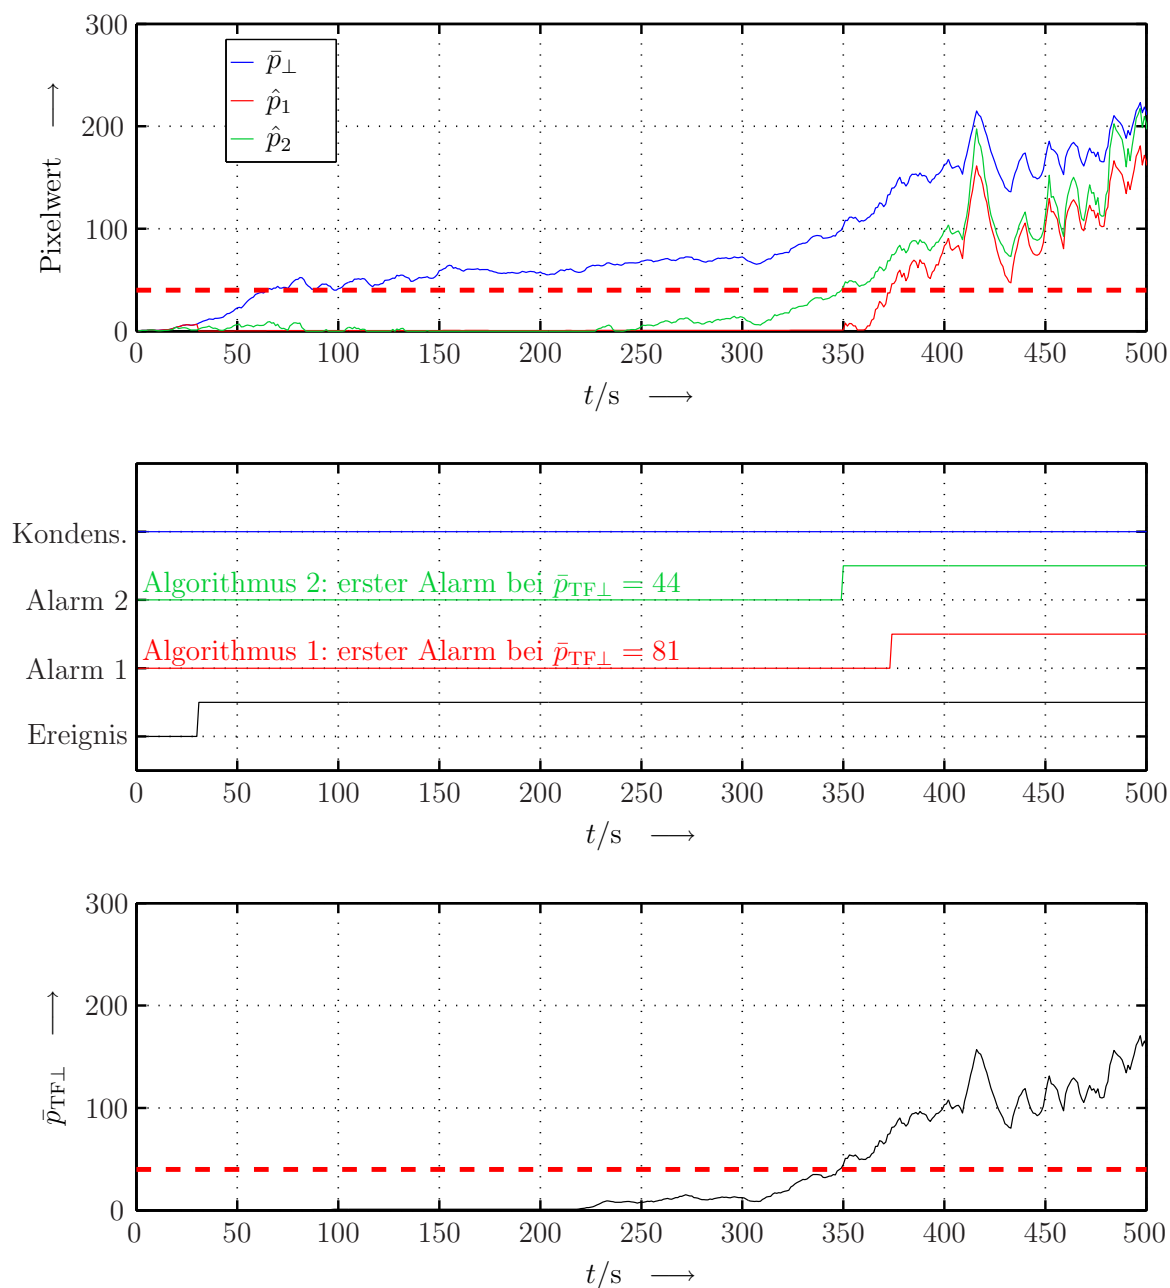 300
200
100
0
Pixelwert ⟶
p̄⊥
p̂1
p̂2
0 50 100 150 200 250 300 350 400 450 500
t/s ⟶
Kondens.
Alarm 2
Alarm 1
Ereignis
Algorithmus 2: erster Alarm bei p̄TF⊥ = 44
Algorithmus 1: erster Alarm bei p̄TF⊥ = 81
0 50 100 150 200 250 300 350 400 450 500
t/s ⟶
300
200
100
0
p̄TF⊥ ⟶
0 50 100 150 200 250 300 350 400 450 500
t/s ⟶